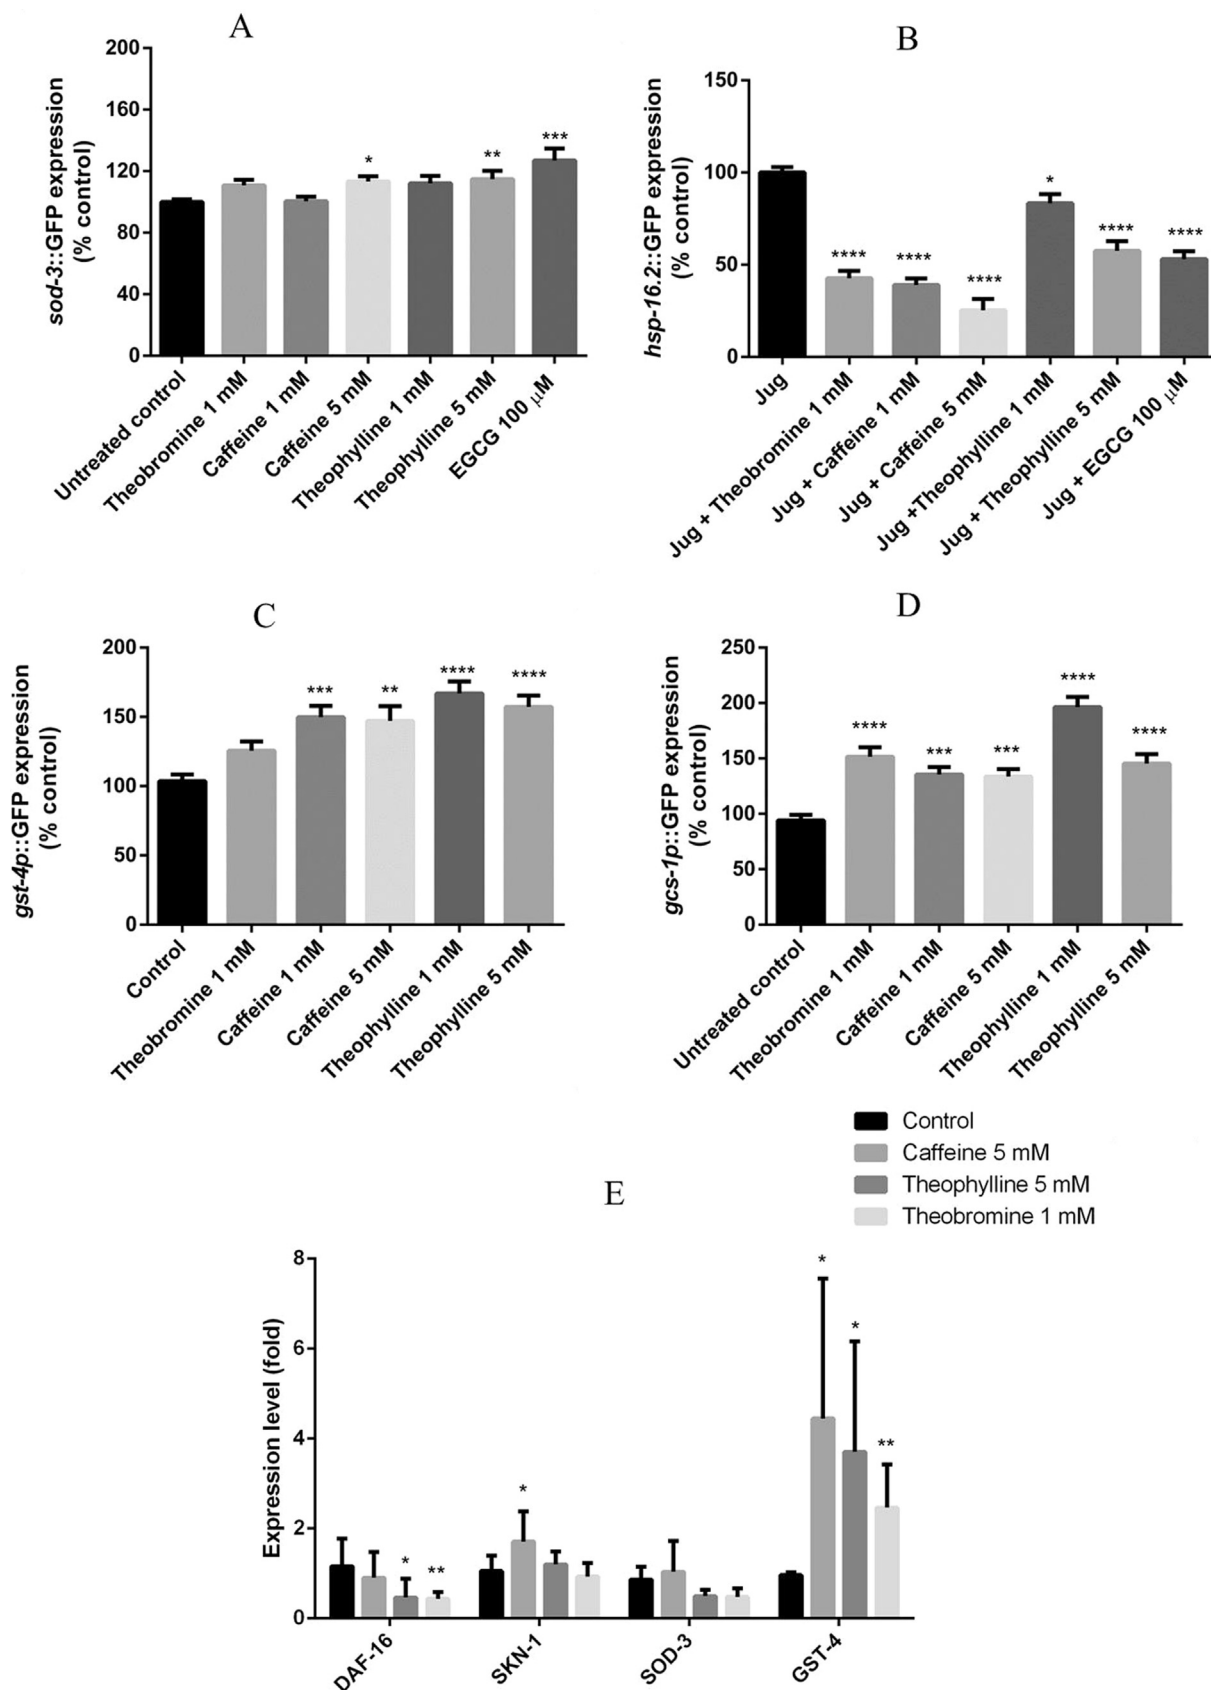 A
sod-3::GFP expression
(% control)
200
160
120
80
40
0
*
**
***
Untreated control
Theobromine 1 mM
Caffeine 1 mM
Caffeine 5 mM
Theophylline 1 mM
Theophylline 5 mM
EGCG 100 μM
B
hsp-16.2::GFP expression
(% control)
150
100
50
0
****
****
****
*
****
****
Jug
Jug + Theobromine 1 mM
Jug + Caffeine 1 mM
Jug + Caffeine 5 mM
Jug +Theophylline 1 mM
Jug + Theophylline 5 mM
Jug + EGCG 100 μM
C
gst-4p::GFP expression
(% control)
200
150
100
50
0
***
**
****
****
Control
Theobromine 1 mM
Caffeine 1 mM
Caffeine 5 mM
Theophylline 1 mM
Theophylline 5 mM
D
gcs-1p::GFP expression
(% control)
250
200
150
100
50
0
****
***
***
****
****
Untreated control
Theobromine 1 mM
Caffeine 1 mM
Caffeine 5 mM
Theophylline 1 mM
Theophylline 5 mM
Control
Caffeine 5 mM
Theophylline 5 mM
Theobromine 1 mM
E
Expression level (fold)
8
6
4
2
0
*
**
*
*
*
**
DAF-16
SKN-1
SOD-3
GST-4